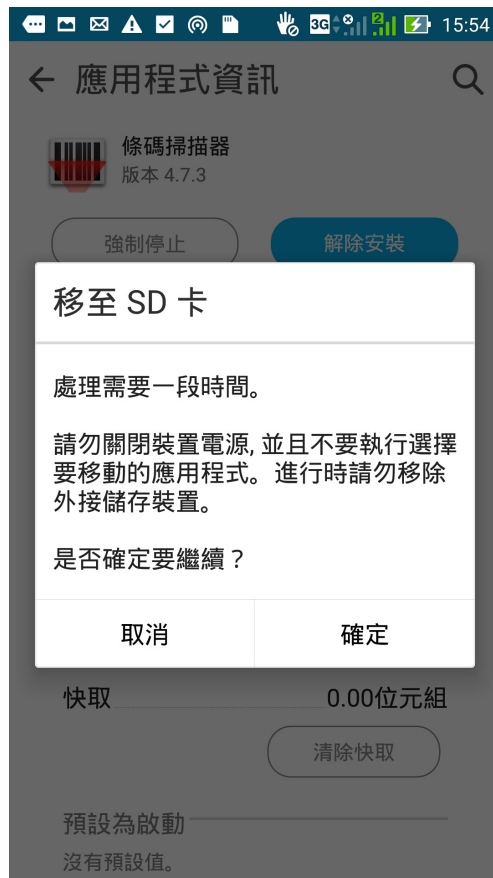 3G 2 15:54
應用程式資訊
條碼掃描器
版本 4.7.3
強制停止 解除安裝
移至 SD 卡
處理需要一段時間。
請勿關閉裝置電源, 並且不要執行選擇
要移動的應用程式。進行時請勿移除
外接儲存裝置。
是否確定要繼續？
取消 確定
快取 0.00位元組
清除快取
預設為啟動
沒有預設值。